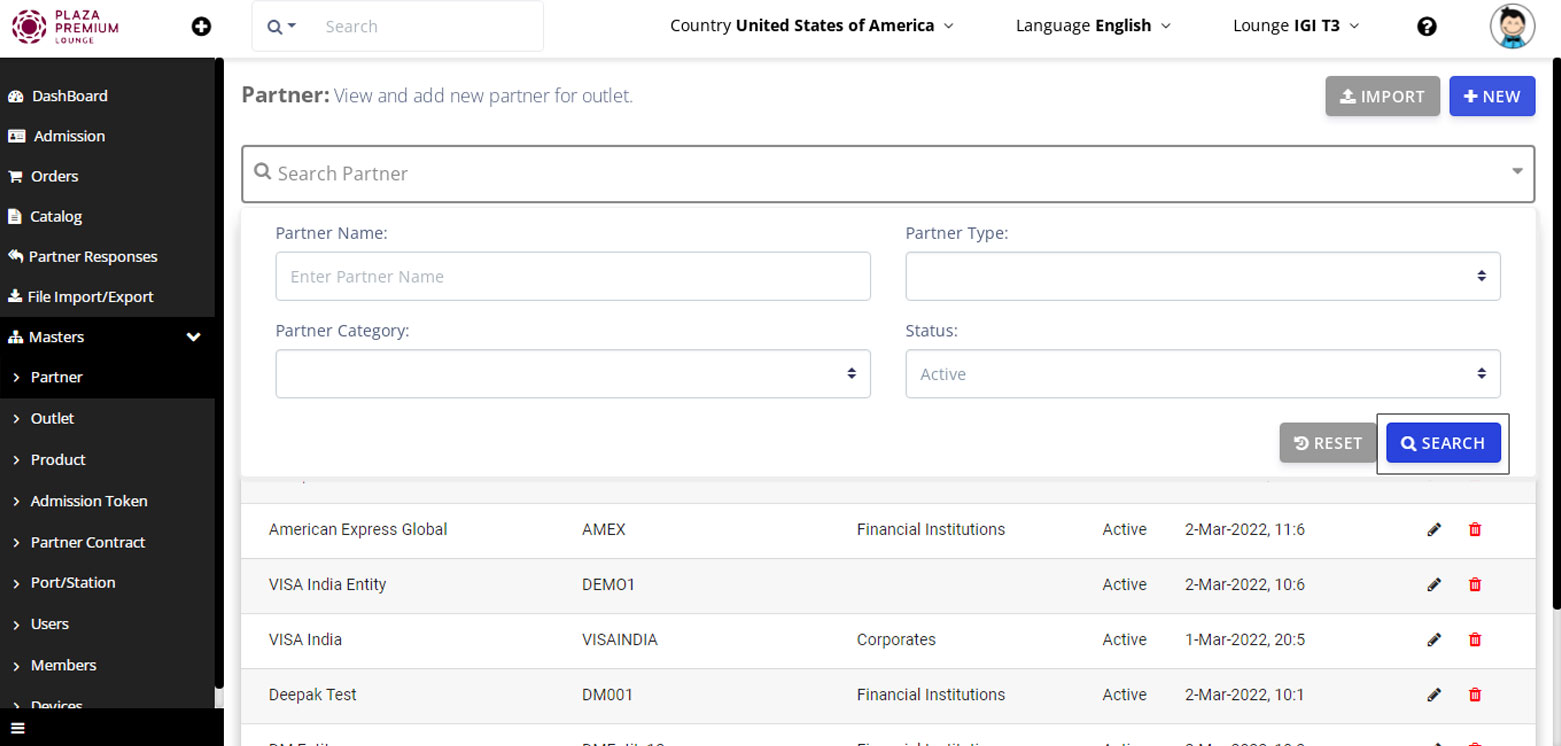 PLAZA
PREMIUM
LOUNGE
Search
Country United States of America
Language English
Lounge IGI T3
DashBoard
Admission
Orders
Catalog
Partner Responses
File Import/Export
Masters
Partner
Outlet
Product
Admission Token
Partner Contract
Port/Station
Users
Members
Devices
Partner: View and add new partner for outlet.
IMPORT
NEW
Search Partner
Partner Name:
Partner Type:
Enter Partner Name
Partner Category:
Status:
Active
RESET
SEARCH
American Express Global AMEX Financial Institutions Active 2-Mar-2022, 11:6
VISA India Entity DEMO1 Active 2-Mar-2022, 10:6
VISA India VISAINDIA Corporates Active 1-Mar-2022, 20:5
Deepak Test DM001 Financial Institutions Active 2-Mar-2022, 10:1